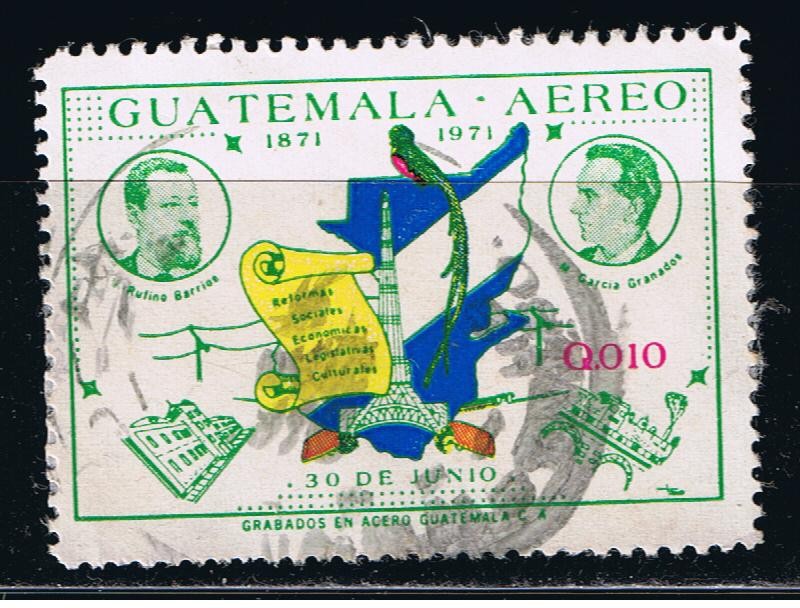 GUATEMALA · AEREO
1871 1971
J. Rufino Barrios
M. Garcia Granados
Reformas
Sociales
Economicas
Legislativas
Culturales
Q.010
30 DE JUNIO
GRABADOS EN ACERO GUATEMALA C. A